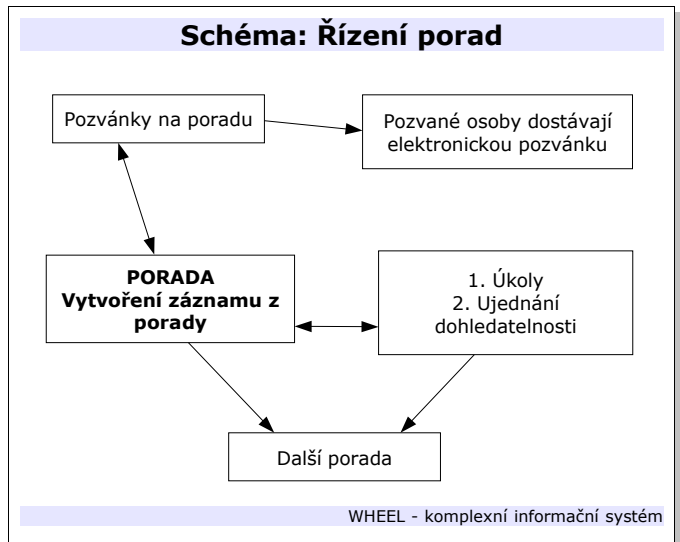 Schéma: Řízení porad
Pozvánky na poradu
Pozvané osoby dostávají
elektronickou pozvánku
PORADA
Vytvoření záznamu z
porady
1. Úkoly
2. Ujednání
dohledatelnosti
Další porada
WHEEL - komplexní informační systém